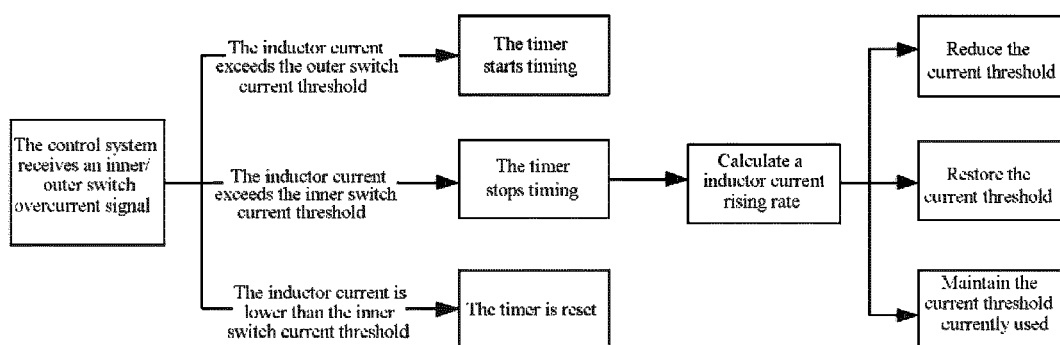 The control system
receives an inner/
outer switch
overcurrent signal
The inductor current
exceeds the outer switch
current threshold
The timer
starts timing
The inductor current
exceeds the inner switch
current threshold
The timer
stops timing
The inductor current is
lower than the inner
switch current threshold
The timer is reset
Calculate a
inductor current
rising rate
Reduce the
current threshold
Restore the
current threshold
Maintain the
current threshold
currently used